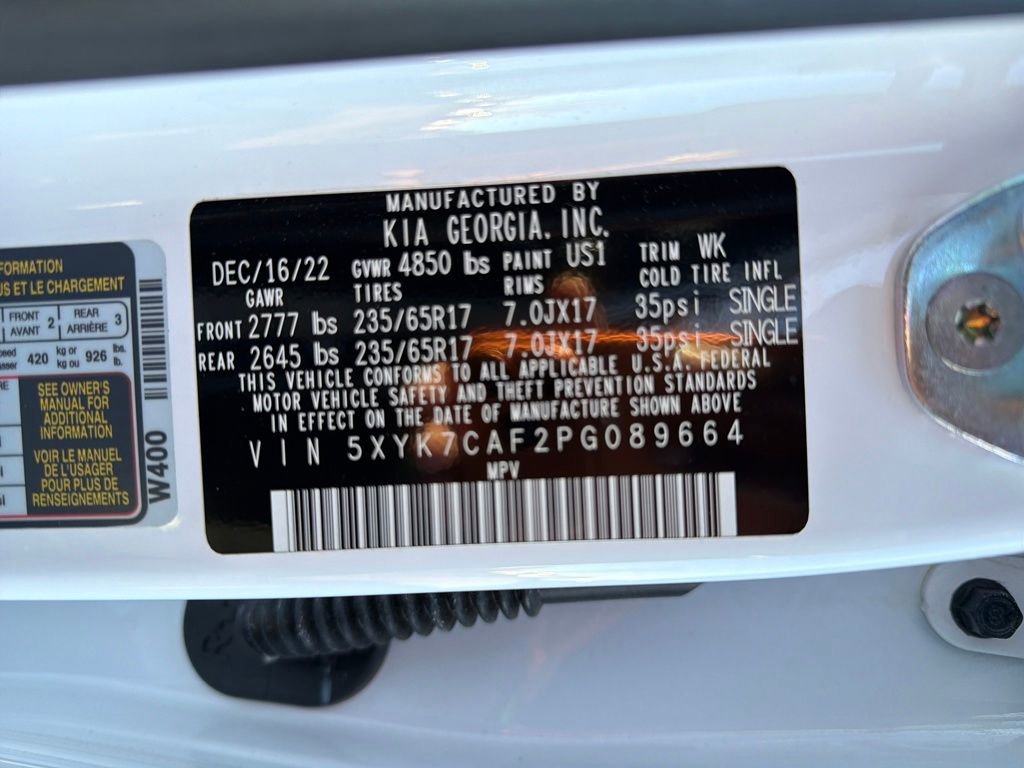 MANUFACTURED BY
KIA GEORGIA, INC.
DEC/16/22 GVWR 4850 lbs PAINT US1 TRIM WK
GAWR TIRES RIMS COLD TIRE INFL
FRONT 2777 lbs 235/65R17 7.0JX17 35psi SINGLE
REAR 2645 lbs 235/65R17 7.0JX17 35psi SINGLE
THIS VEHICLE CONFORMS TO ALL APPLICABLE U.S.A. FEDERAL
MOTOR VEHICLE SAFETY AND THEFT PREVENTION STANDARDS
IN EFFECT ON THE DATE OF MANUFACTURE SHOWN ABOVE
VIN 5XYK7CAF2PG089664
MPV
FORMATION
US ET LE CHARGEMENT
FRONT 2 REAR 3
AVANT ARRIÈRE
420 kg or 926 lbs.
kg ou lb.
SEE OWNER'S
MANUAL FOR
ADDITIONAL
INFORMATION
VOIR LE MANUEL
DE L'USAGER
POUR PLUS DE
RENSEIGNEMENTS
W400